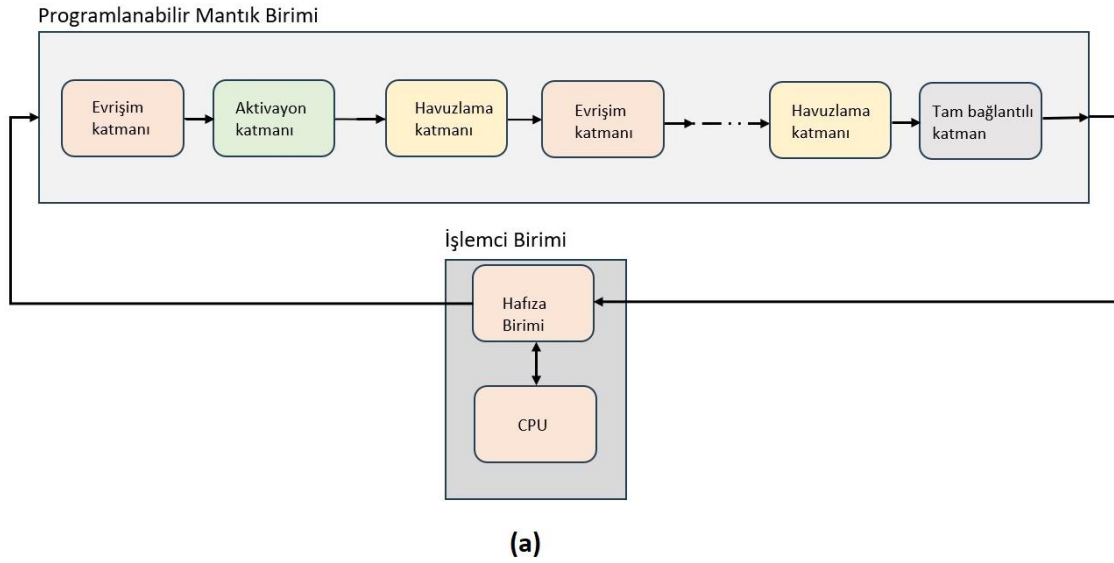 Programlanabilir Mantık Birimi
Evrişim
katmanı
Aktivayon
katmanı
Havuzlama
katmanı
Evrişim
katmanı
Havuzlama
katmanı
Tam bağlantılı
katman
İşlemci Birimi
Hafıza
Birimi
CPU
(a)